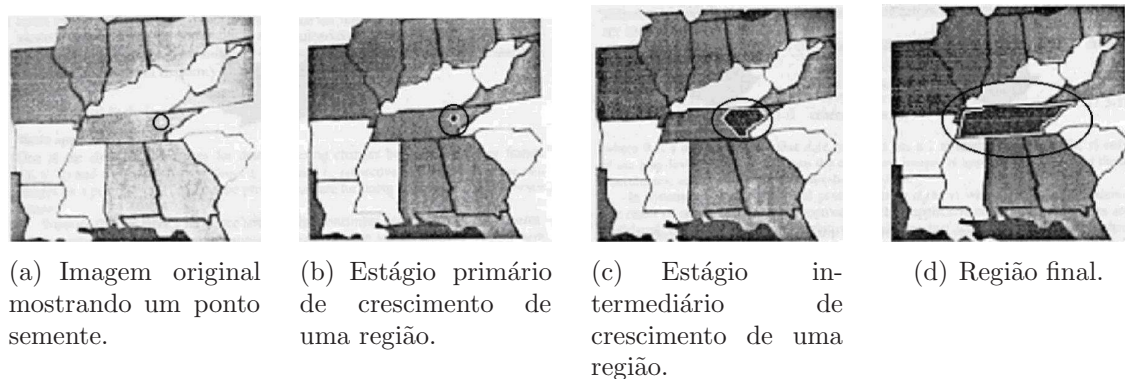 (a) Imagem original
mostrando um ponto
semente.
(b) Estágio primário
de crescimento de
uma região.
(c) Estágio in-
termediário de
crescimento de uma
região.
(d) Região final.